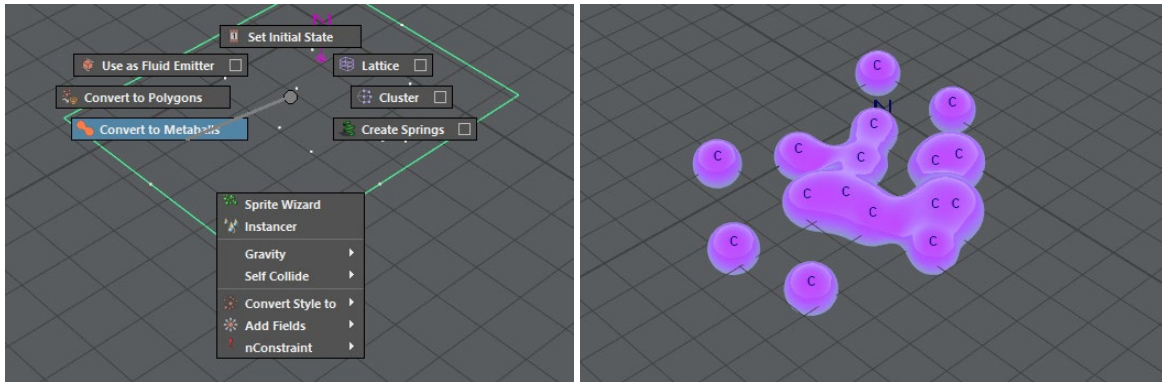 Set Initial State
Use as Fluid Emitter
Lattice
Convert to Polygons
Cluster
Convert to Metaballs
Create Springs
Sprite Wizard
Instancer
Gravity
Self Collide
Convert Style to
Add Fields
nConstraint
N
C
C
C
C
C
C
C C
C
C C
C
C C
C
C
C